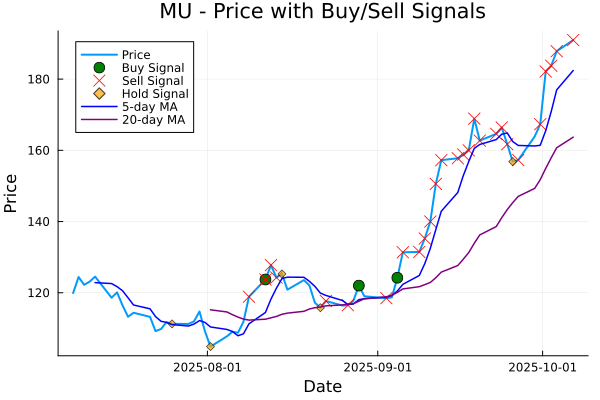 MU - Price with Buy/Sell Signals
Price
Buy Signal
Sell Signal
Hold Signal
5-day MA
20-day MA
180
160
140
120
Price
2025-08-01
2025-09-01
2025-10-01
Date